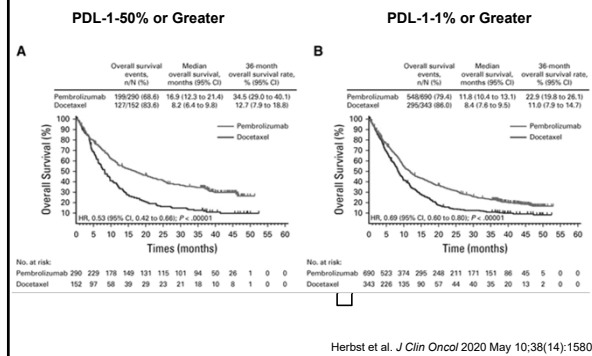 PDL-1-50% or Greater
PDL-1-1% or Greater
A
Overall survival events, n/N (%)
Median overall survival, months (95% CI)
36-month overall survival rate, % (95% CI)
Pembrolizumab 199/290 (68.6) 16.9 (12.3 to 21.4) 34.5 (29.0 to 40.1)
Docetaxel 127/152 (83.6) 8.2 (6.4 to 9.8) 12.7 (7.9 to 18.8)
Overall Survival (%)
100
90
80
70
60
50
40
30
20
10
Pembrolizumab
Docetaxel
HR, 0.53 (95% CI, 0.42 to 0.66); P < .00001
0 5 10 15 20 25 30 35 40 45 50 55 60
Times (months)
No. at risk:
Pembrolizumab 290 229 178 149 131 115 101 94 50 26 1 0 0
Docetaxel 152 97 58 39 29 23 21 18 10 8 1 0 0
B
Overall survival events, n/N (%)
Median overall survival, months (95% CI)
36-month overall survival rate, % (95% CI)
Pembrolizumab 548/690 (79.4) 11.8 (10.4 to 13.1) 22.9 (19.8 to 26.1)
Docetaxel 295/343 (86.0) 8.4 (7.6 to 9.5) 11.0 (7.9 to 14.7)
Overall Survival (%)
100
90
80
70
60
50
40
30
20
10
Pembrolizumab
Docetaxel
HR, 0.69 (95% CI, 0.60 to 0.80); P < .00001
0 5 10 15 20 25 30 35 40 45 50 55 60
Time (months)
No. at risk:
Pembrolizumab 690 523 374 295 248 211 171 151 86 45 5 0 0
Docetaxel 343 226 135 90 57 44 40 35 20 13 2 0 0
Herbst et al. J Clin Oncol 2020 May 10;38(14):1580